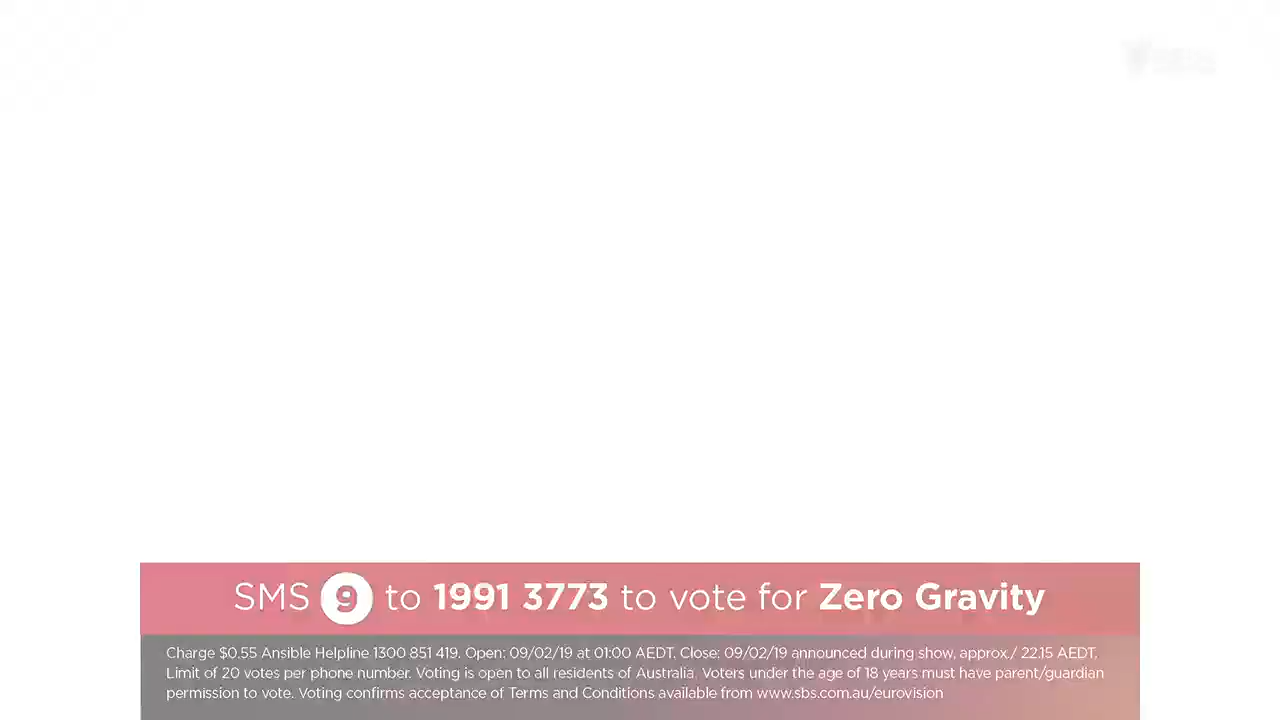 SMS 9 to 1991 3773 to vote for Zero Gravity
Charge $0.55 Ansible Helpline 1300 851 419. Open: 09/02/19 at 01:00 AEDT. Close: 09/02/19 announced during show, approx./ 22.15 AEDT.
Limit of 20 votes per phone number. Voting is open to all residents of Australia. Voters under the age of 18 years must have parent/guardian
permission to vote. Voting confirms acceptance of Terms and Conditions available from www.sbs.com.au/eurovision